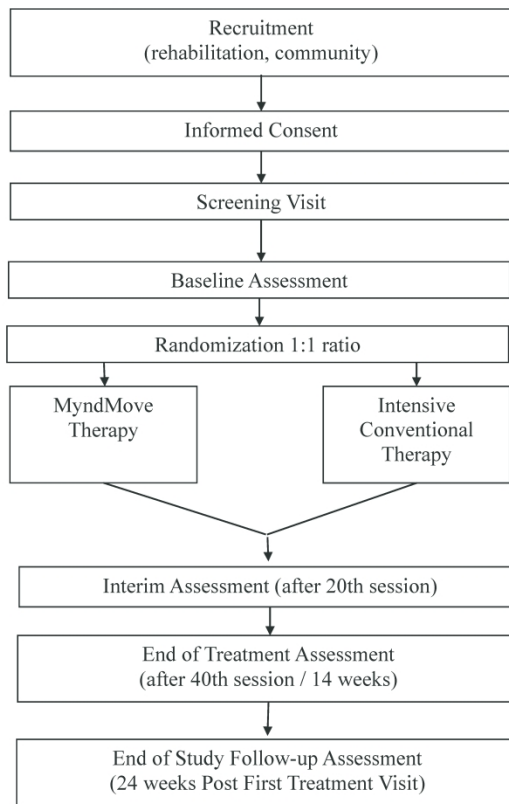 Recruitment
(rehabilitation, community)
Informed Consent
Screening Visit
Baseline Assessment
Randomization 1:1 ratio
MyndMove
Therapy
Intensive
Conventional
Therapy
Interim Assessment (after 20th session)
End of Treatment Assessment
(after 40th session / 14 weeks)
End of Study Follow-up Assessment
(24 weeks Post First Treatment Visit)